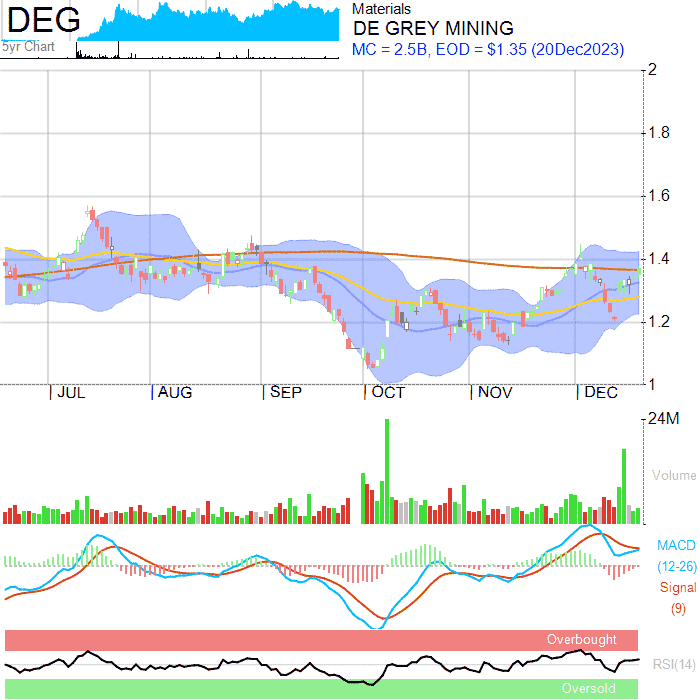 DEG
5yr Chart
Materials
DE GREY MINING
MC = 2.5B, EOD = $1.35 (20Dec2023)
2
1.8
1.6
1.4
1.2
1
JUL AUG SEP OCT NOV DEC
24M
Volume
MACD
(12-26)
Signal
(9)
Overbought
RSI(14)
Oversold